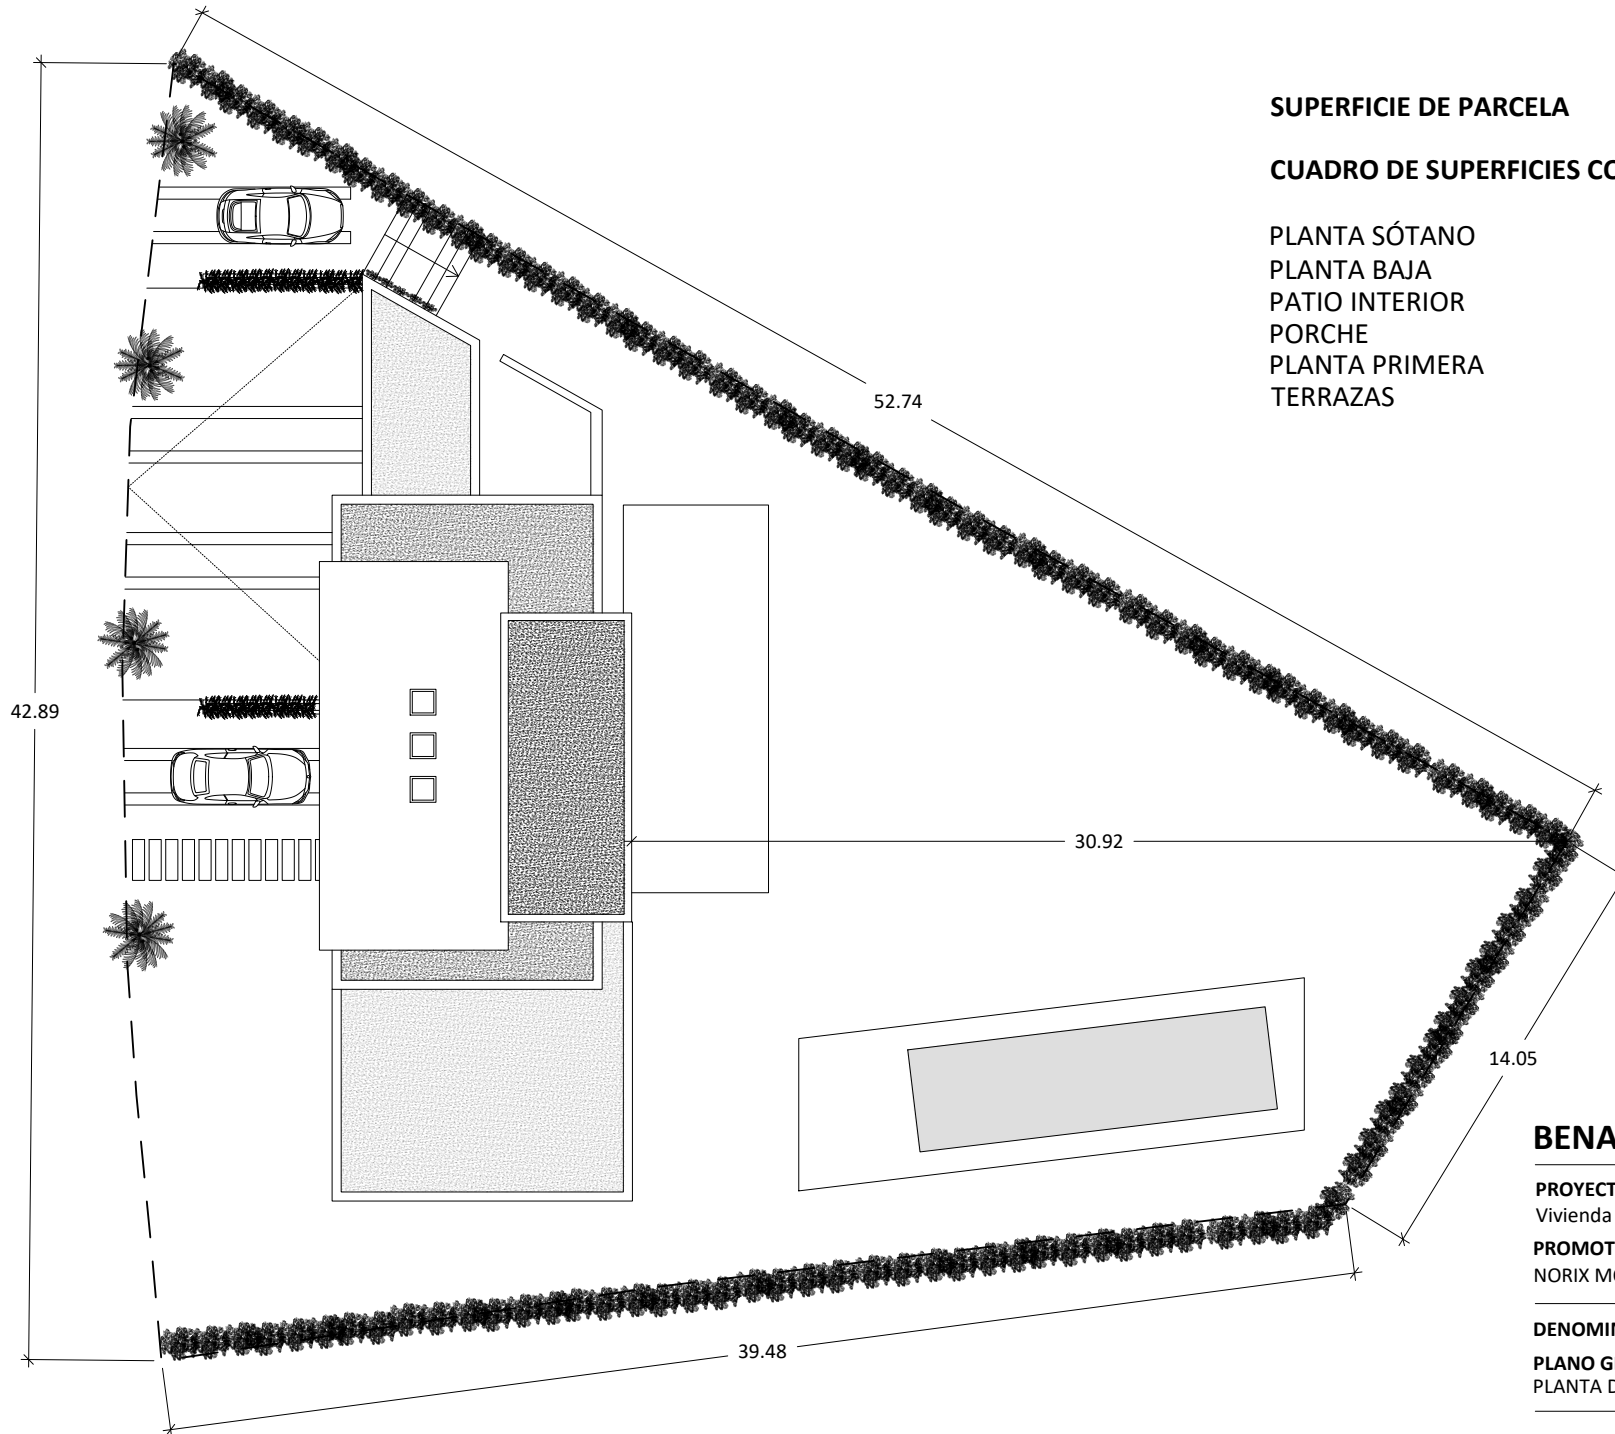 SUPERFICIE DE PARCELA
CUADRO DE SUPERFICIES CO
PLANTA SÓTANO
PLANTA BAJA
PATIO INTERIOR
PORCHE
PLANTA PRIMERA
TERRAZAS
52.74
42.89
30.92
14.05
39.48
BENA
PROYECT
Vivienda
PROMOT
NORIX M
DENOMI
PLANO G
PLANTA D